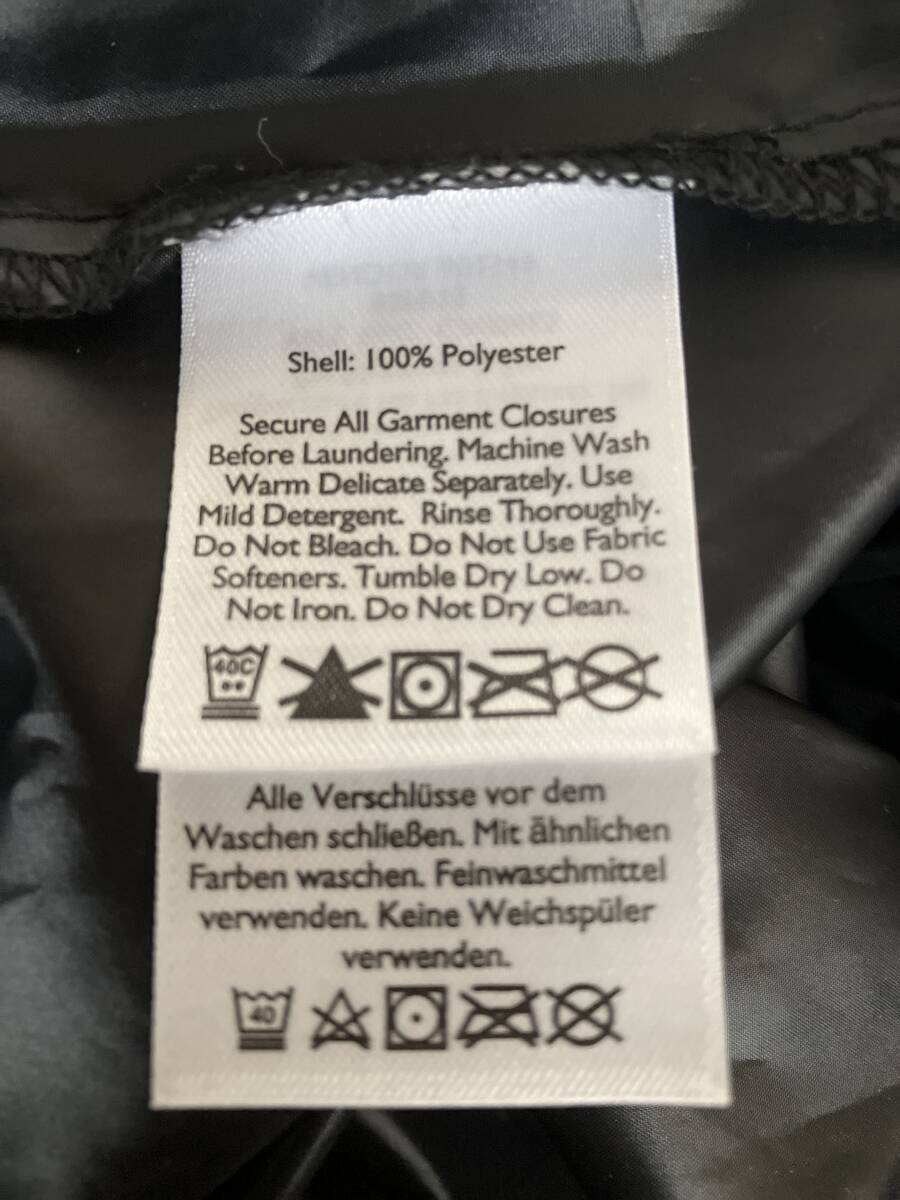 Shell: 100% Polyester
Secure All Garment Closures
Before Laundering. Machine Wash
Warm Delicate Separately. Use
Mild Detergent. Rinse Thoroughly.
Do Not Bleach. Do Not Use Fabric
Softeners. Tumble Dry Low. Do
Not Iron. Do Not Dry Clean.
40C
Alle Verschlüsse vor dem
Waschen schließen. Mit ähnlichen
Farben waschen. Feinwaschmittel
verwenden. Keine Weichspüler
verwenden.
40